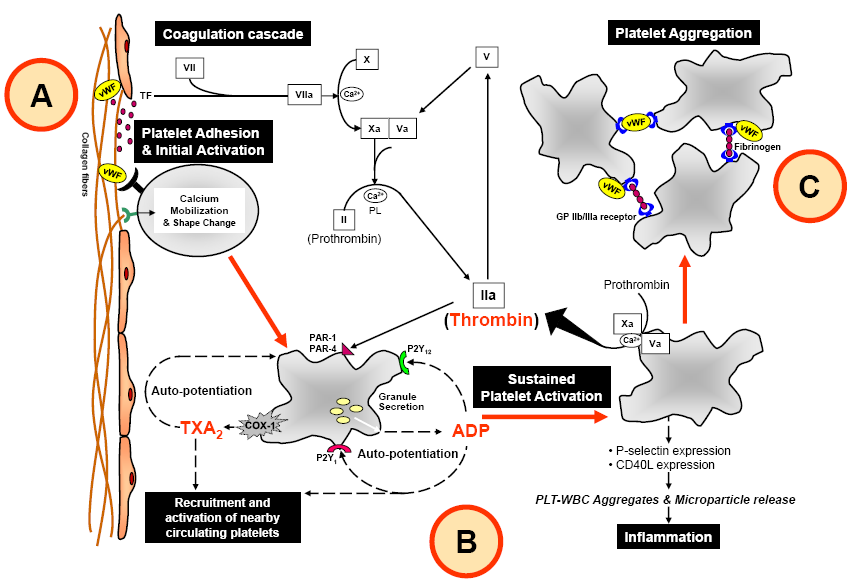 Coagulation cascade
A
vWF
TF
VII
VIIa
Ca²⁺
X
V
Xa
Va
Collagen fibers
Platelet Adhesion
& Initial Activation
vWF
Calcium
Mobilization
& Shape Change
Ca²⁺
PL
II
(Prothrombin)
IIa
(Thrombin)
PAR-1
PAR-4
P2Y₁₂
Auto-potentiation
Granule
Secretion
TXA₂
COX-1
ADP
P2Y₁
Auto-potentiation
Recruitment and
activation of nearby
circulating platelets
B
Sustained
Platelet Activation
Platelet Aggregation
vWF
vWF
Fibrinogen
vWF
GP IIb/IIIa receptor
C
Prothrombin
Xa
Ca²⁺
Va
• P-selectin expression
• CD40L expression
PLT-WBC Aggregates & Microparticle release
Inflammation